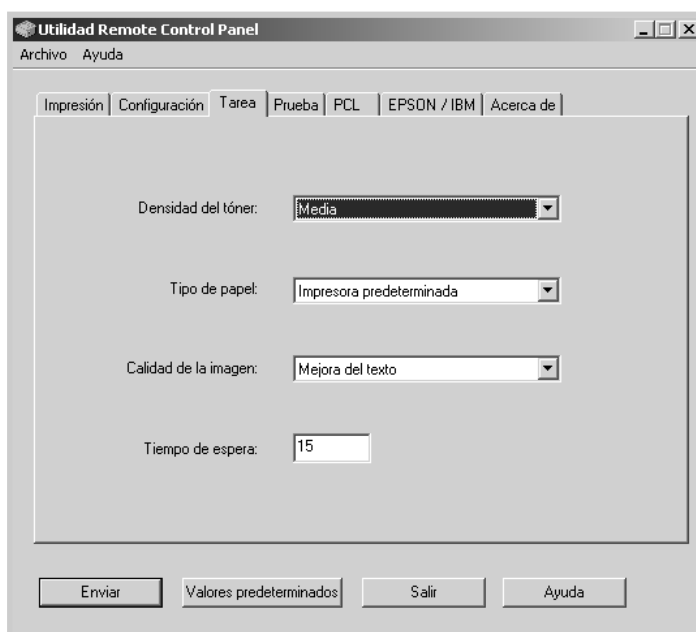 Utilidad Remote Control Panel
Archivo Ayuda
Impresión Configuración Tarea Prueba PCL EPSON / IBM Acerca de
Densidad del tóner: Media
Tipo de papel: Impresora predeterminada
Calidad de la imagen: Mejora del texto
Tiempo de espera: 15
Enviar Valores predeterminados Salir Ayuda